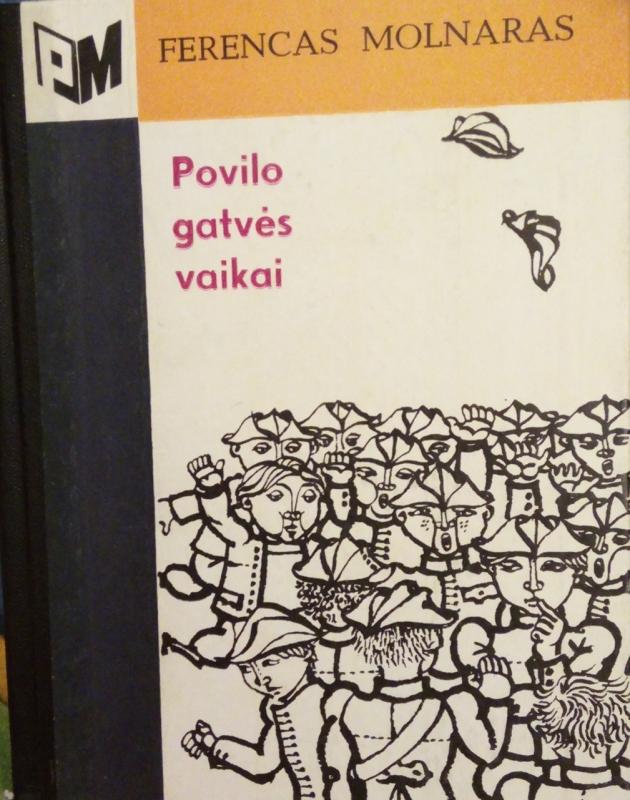 PM
FERENCAS MOLNARAS
Povilo
gatvės
vaikai